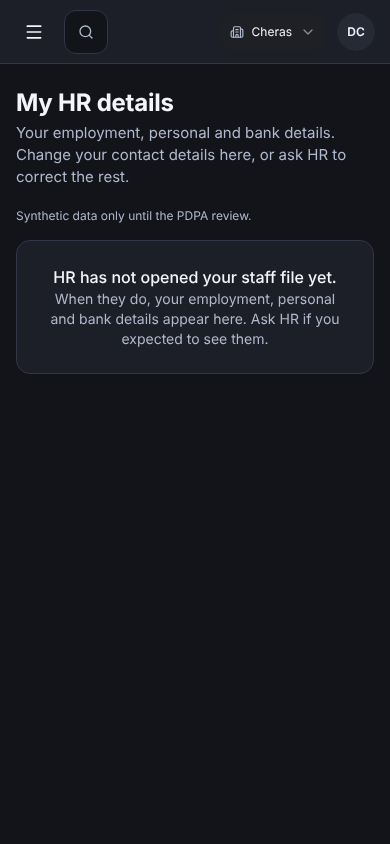 Cheras
DC
My HR details
Your employment, personal and bank details.
Change your contact details here, or ask HR to
correct the rest.
Synthetic data only until the PDPA review.
HR has not opened your staff file yet.
When they do, your employment, personal
and bank details appear here. Ask HR if you
expected to see them.